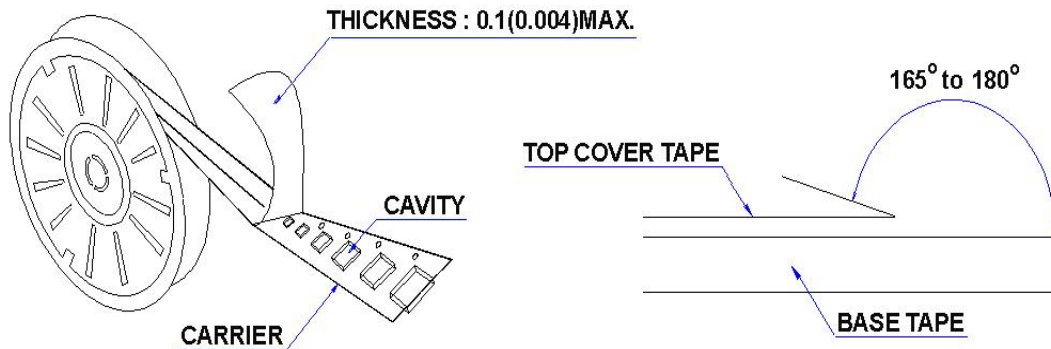 THICKNESS : 0.1(0.004)MAX.
165° to 180°
TOP COVER TAPE
CAVITY
BASE TAPE
CARRIER